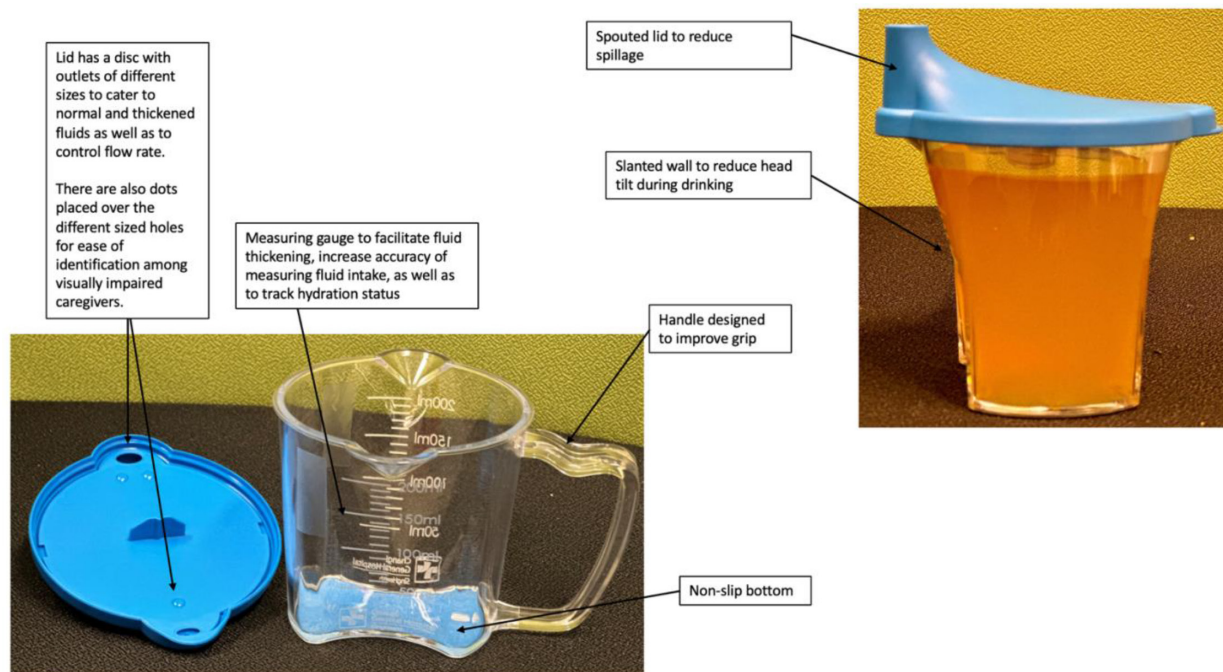 Lid has a disc with
outlets of different
sizes to cater to
normal and thickened
fluids as well as to
control flow rate.
There are also dots
placed over the
different sized holes
for ease of
identification among
visually impaired
caregivers.
Measuring gauge to facilitate fluid
thickening, increase accuracy of
measuring fluid intake, as well as
to track hydration status
Handle designed
to improve grip
Non-slip bottom
Spouted lid to reduce
spillage
Slanted wall to reduce head
tilt during drinking
200ml
150ml
100ml
150ml
50ml
100ml
Changi
General Hospital